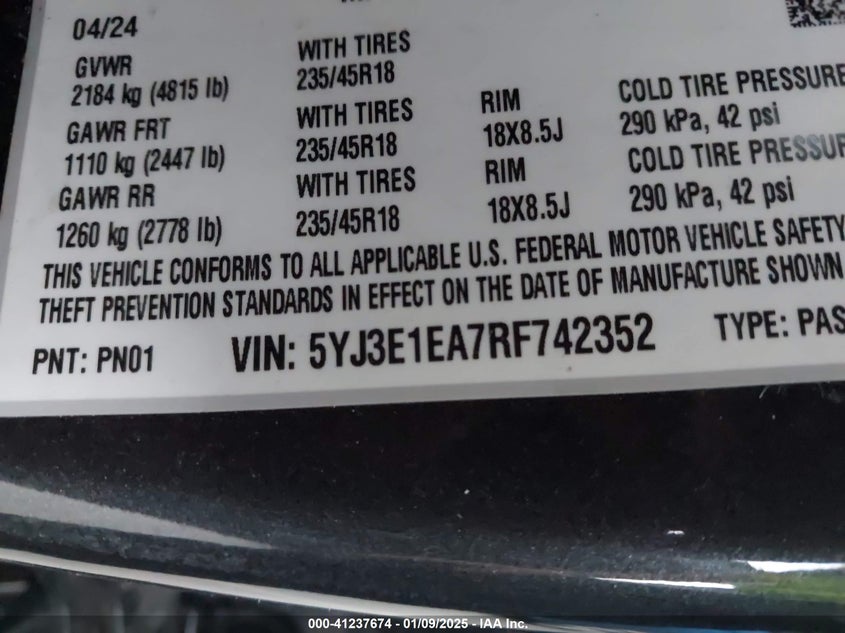 04/24
GVWR
2184 kg (4815 lb)
WITH TIRES
235/45R18
GAWR FRT
1110 kg (2447 lb)
WITH TIRES
235/45R18
RIM
18X8.5J
COLD TIRE PRESSURE
290 kPa, 42 psi
GAWR RR
1260 kg (2778 lb)
WITH TIRES
235/45R18
RIM
18X8.5J
COLD TIRE PRESSUR
290 kPa, 42 psi
THIS VEHICLE CONFORMS TO ALL APPLICABLE U.S. FEDERAL MOTOR VEHICLE SAFETY
THEFT PREVENTION STANDARDS IN EFFECT ON THE DATE OF MANUFACTURE SHOWN
PNT: PN01 VIN: 5YJ3E1EA7RF742352 TYPE: PAS
000-41237674 - 01/09/2025 - IAA Inc.